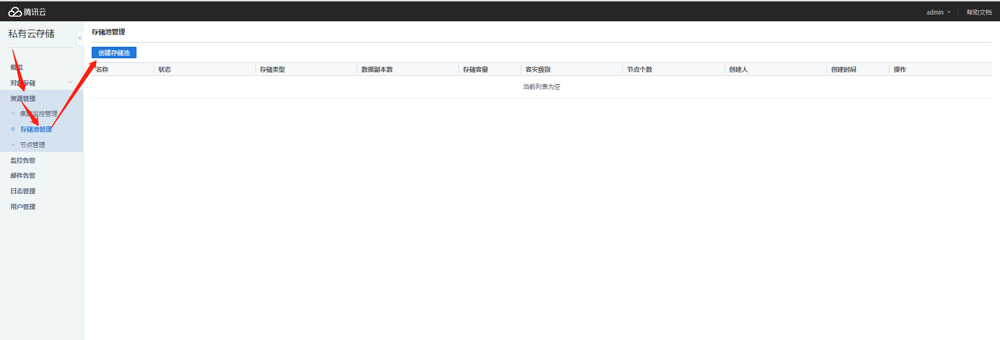 腾讯云
admin
帮助文档
私有云存储
概览
对象存储
资源管理
集群监控管理
存储池管理
节点管理
监控告警
邮件告警
日志管理
用户管理
存储池管理
创建存储池
名称 状态 存储类型 数据副本数 存储容量 容灾级别 节点个数 创建人 创建时间 操作
当前列表为空